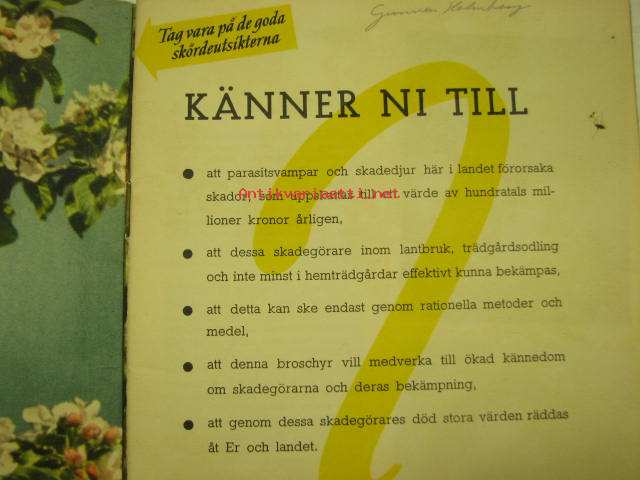 Tag vara på de goda
skördeutsikterna
Gunnar Holmberg
KÄNNER NI TILL
● att parasitsvampar och skadedjur här i landet förorsaka
skador, som uppskattas till ett värde av hundratals mil-
lioner kronor årligen,
Antikvariaatti.net
● att dessa skadegörare inom lantbruk, trädgårdsodling
och inte minst i hemträdgårdar effektivt kunna bekämpas,
● att detta kan ske endast genom rationella metoder och
medel,
● att denna broschyr vill medverka till ökad kännedom
om skadegörarna och deras bekämpning,
● att genom dessa skadegörares död stora värden räddas
åt Er och landet.
?